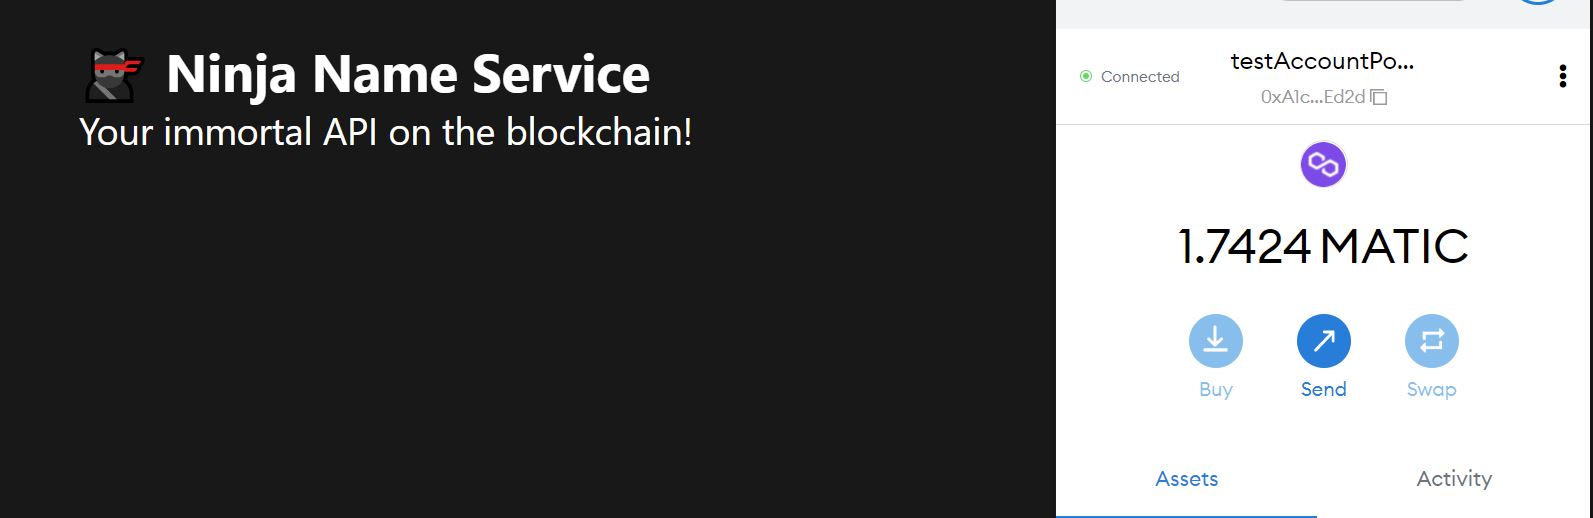 Ninja Name Service
Your immortal API on the blockchain!
Connected
testAccountPo...
0xA1c...Ed2d
1.7424 MATIC
Buy
Send
Swap
Assets
Activity